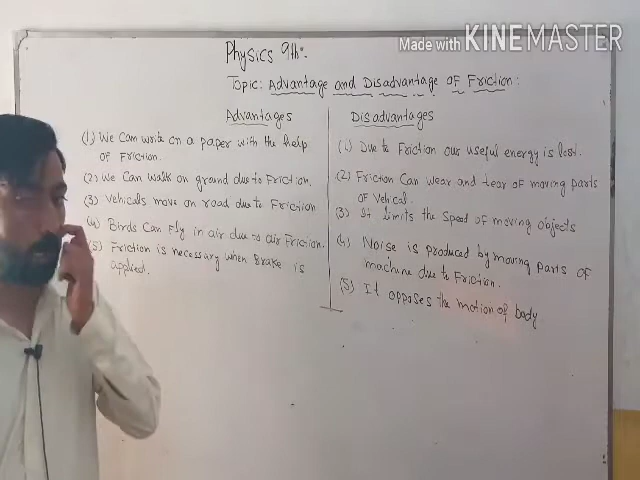 Physics 9th.
Made with KINEMASTER
Topic: Advantage and Disadvantage of Friction:
Advantages
(1) We Can write on a paper with the help
of Friction.
(2) We Can walk on ground due to Friction.
(3) Vehicals move on road due to Friction
(4) Birds Can Fly in air due to air Friction.
(5) Friction is necessary when Brake is
applied.
Disadvantages
(1) Due to Friction our useful energy is lost.
(2) Friction Can wear and tear of moving parts
of Vehical.
(3) It limits the speed of moving objects
(4) Noise is produced by moving parts of
machine due to Friction.
(5) It opposes the motion of body